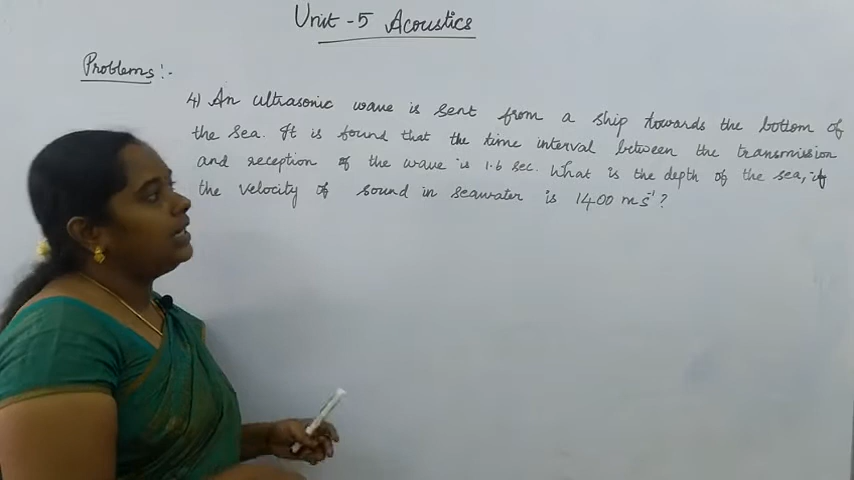 Unit - 5 Acoustics
Problems :-
4) An ultrasonic wave is sent from a ship towards the bottom of
the sea. It is found that the time interval between the transmission
and reception of the wave is 1.6 sec. What is the depth of the sea, if
the velocity of sound in seawater is 1400 ms⁻¹ ?